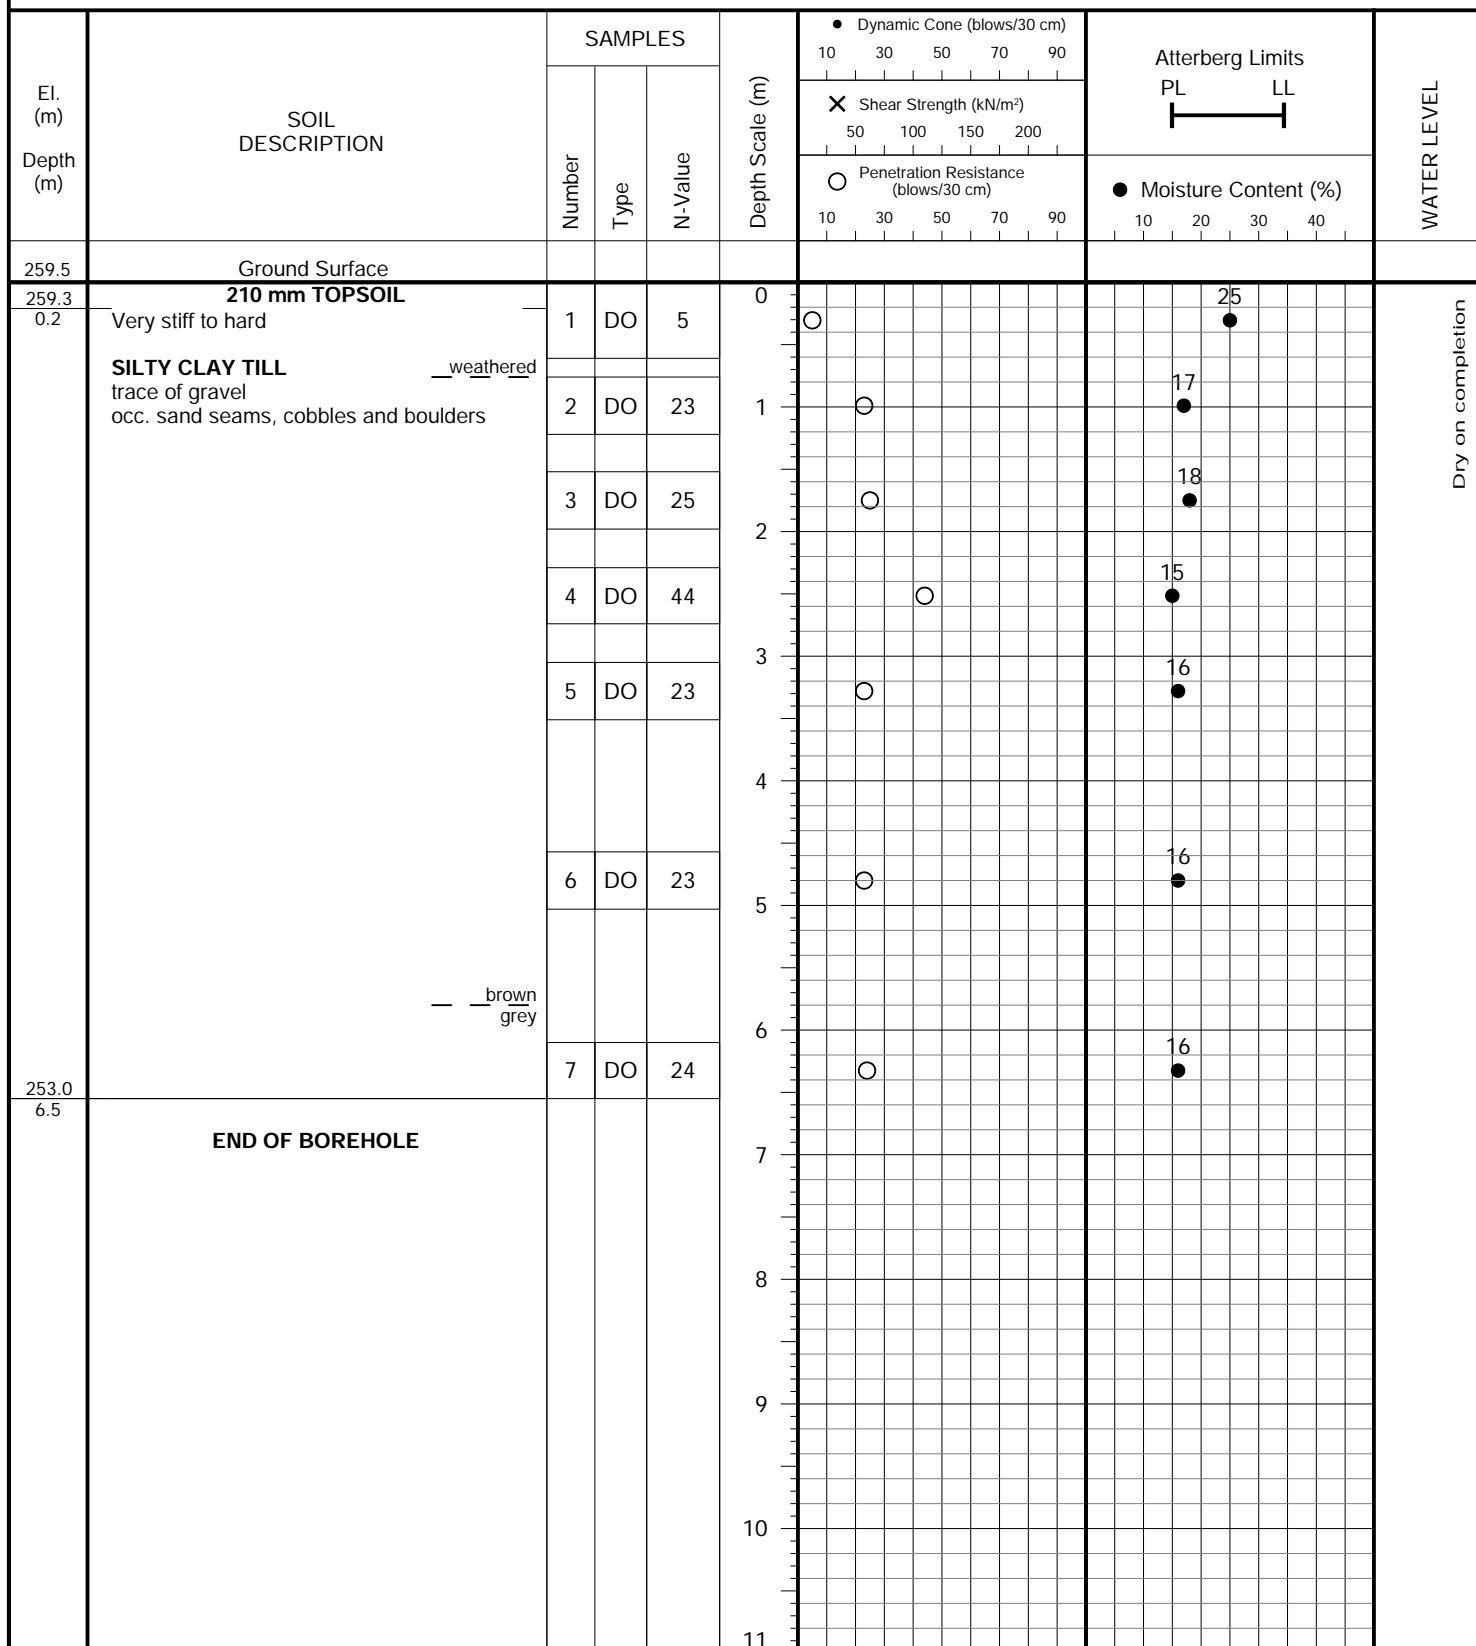 El.
(m)
Depth
(m)
SOIL
DESCRIPTION
SAMPLES
Number
Type
N-Value
Depth Scale (m)
Dynamic Cone (blows/30 cm)
10 30 50 70 90
Shear Strength (kN/m²)
50 100 150 200
Penetration Resistance
(blows/30 cm)
10 30 50 70 90
Atterberg Limits
PL LL
Moisture Content (%)
10 20 30 40
WATER LEVEL
259.5 Ground Surface
259.3 210 mm TOPSOIL 0 25
0.2 Very stiff to hard 1 DO 5
SILTY CLAY TILL weathered
trace of gravel 17
occ. sand seams, cobbles and boulders 2 DO 23 1
18
3 DO 25
2
15
4 DO 44
3
16
5 DO 23
4
16
6 DO 23
5
brown
grey
6
16
7 DO 24
253.0
6.5
END OF BOREHOLE
7
8
9
10
11
Dry on completion